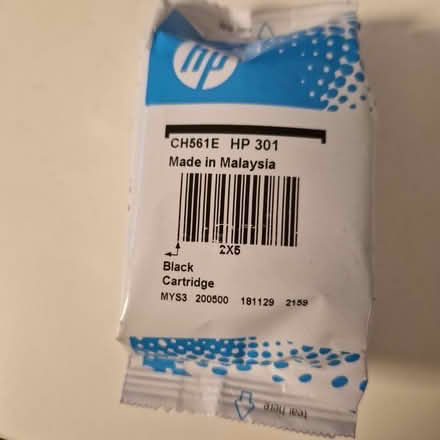 hp
CH561E HP 301
Made in Malaysia
2X5
Black
Cartridge
MYS3 200500 181129 2159
tear here